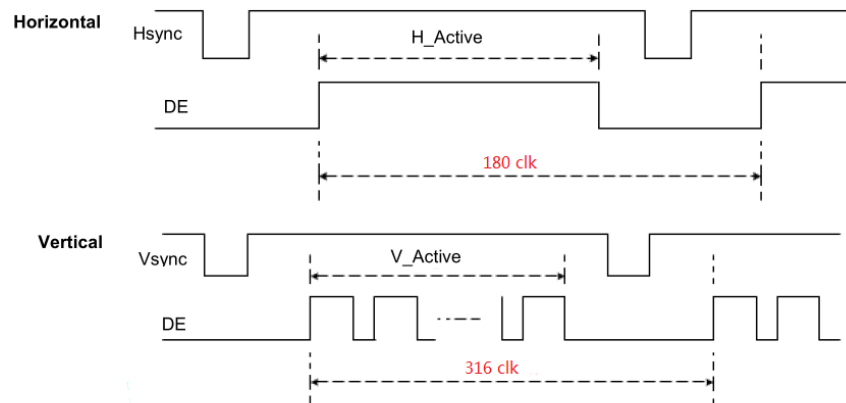 Horizontal
Hsync
H_Active
DE
180 clk
Vertical
Vsync
V_Active
DE
316 clk